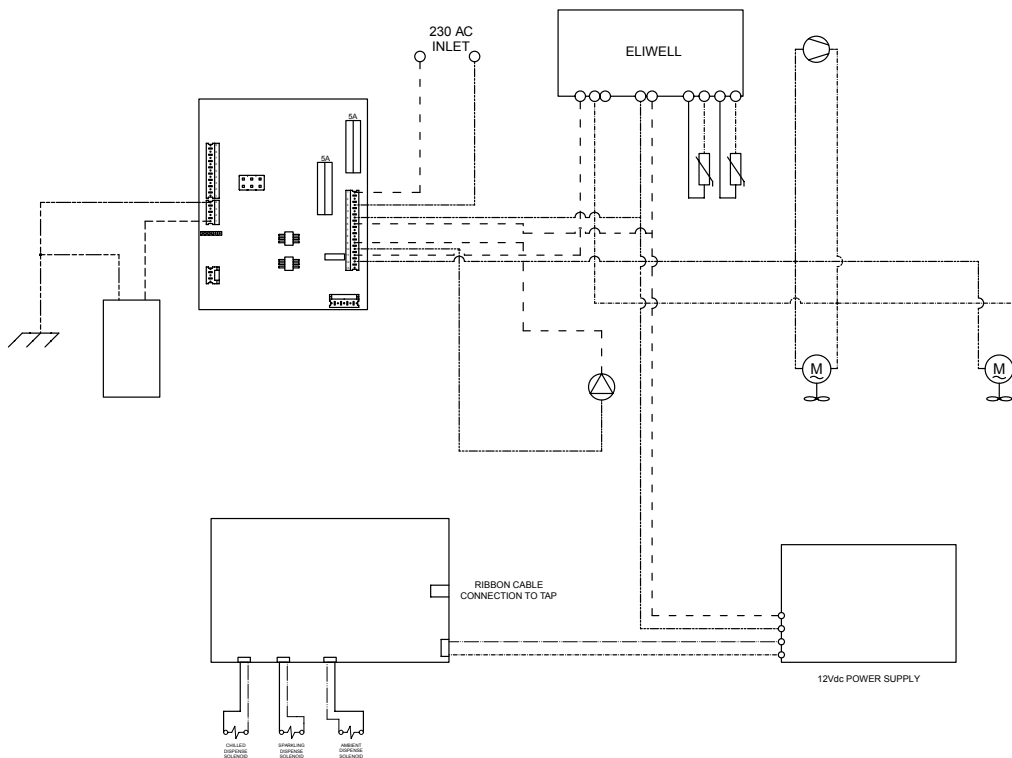 230 AC
INLET
ELIWELL
5A
5A
M
M
RIBBON CABLE
CONNECTION TO TAP
12Vdc POWER SUPPLY
CHILLED
DISPENSE
SOLENOID
SPARKLING
DISPENSE
SOLENOID
AMBIENT
DISPENSE
SOLENOID